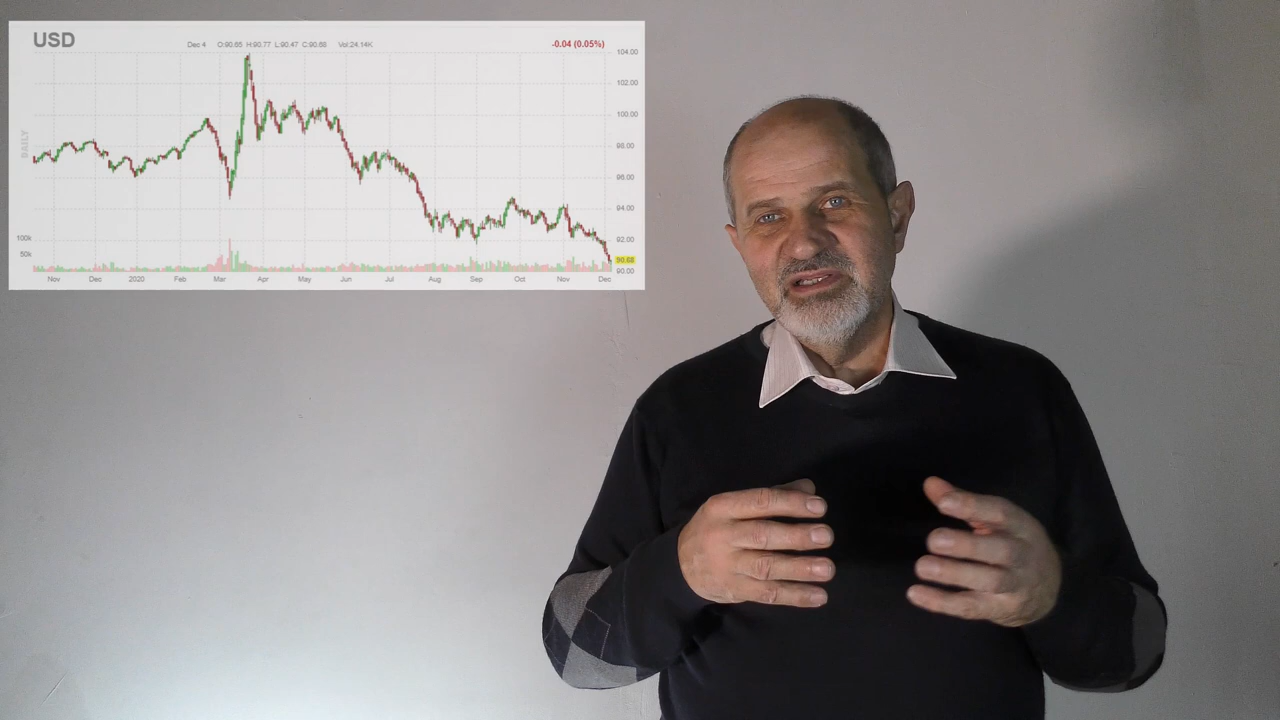 USD
Dec 4 O:90.65 H:90.77 L:90.47 C:90.68 Vol:24.14K -0.04 (0.05%)
104.00
102.00
100.00
98.00
96.00
94.00
92.00
90.68
90.00
DAILY
100k
50k
Nov Dec 2020 Feb Mar Apr May Jun Jul Aug Sep Oct Nov Dec